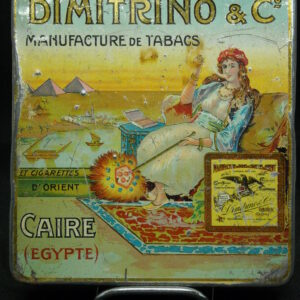 DIMITRINO & Cº
MANUFACTURE DE TABACS
ET CIGARETTES
D'ORIENT
CAIRE
(EGYPTE)